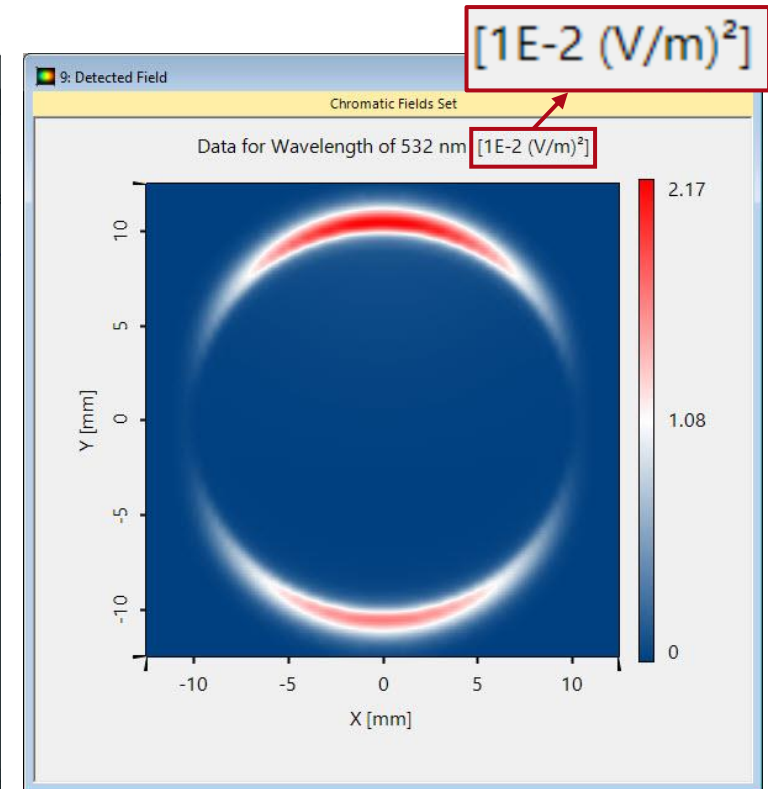 [1E-2 (V/m)²]
9: Detected Field
Chromatic Fields Set
Data for Wavelength of 532 nm [1E-2 (V/m)²]
2.17
1.08
0
10
5
0
-5
-10
Y [mm]
-10 -5 0 5 10
X [mm]